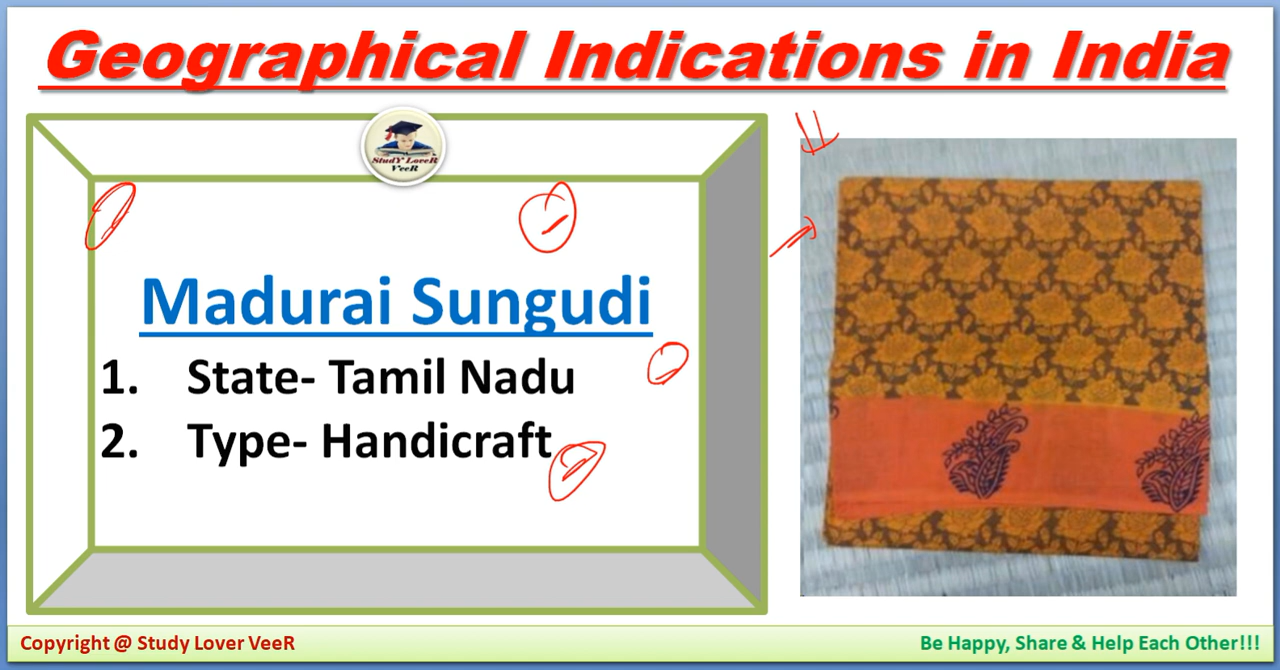 Geographical Indications in India
StudY LoveR
VeeR
Madurai Sungudi
1. State- Tamil Nadu
2. Type- Handicraft
Copyright @ Study Lover VeeR
Be Happy, Share & Help Each Other!!!